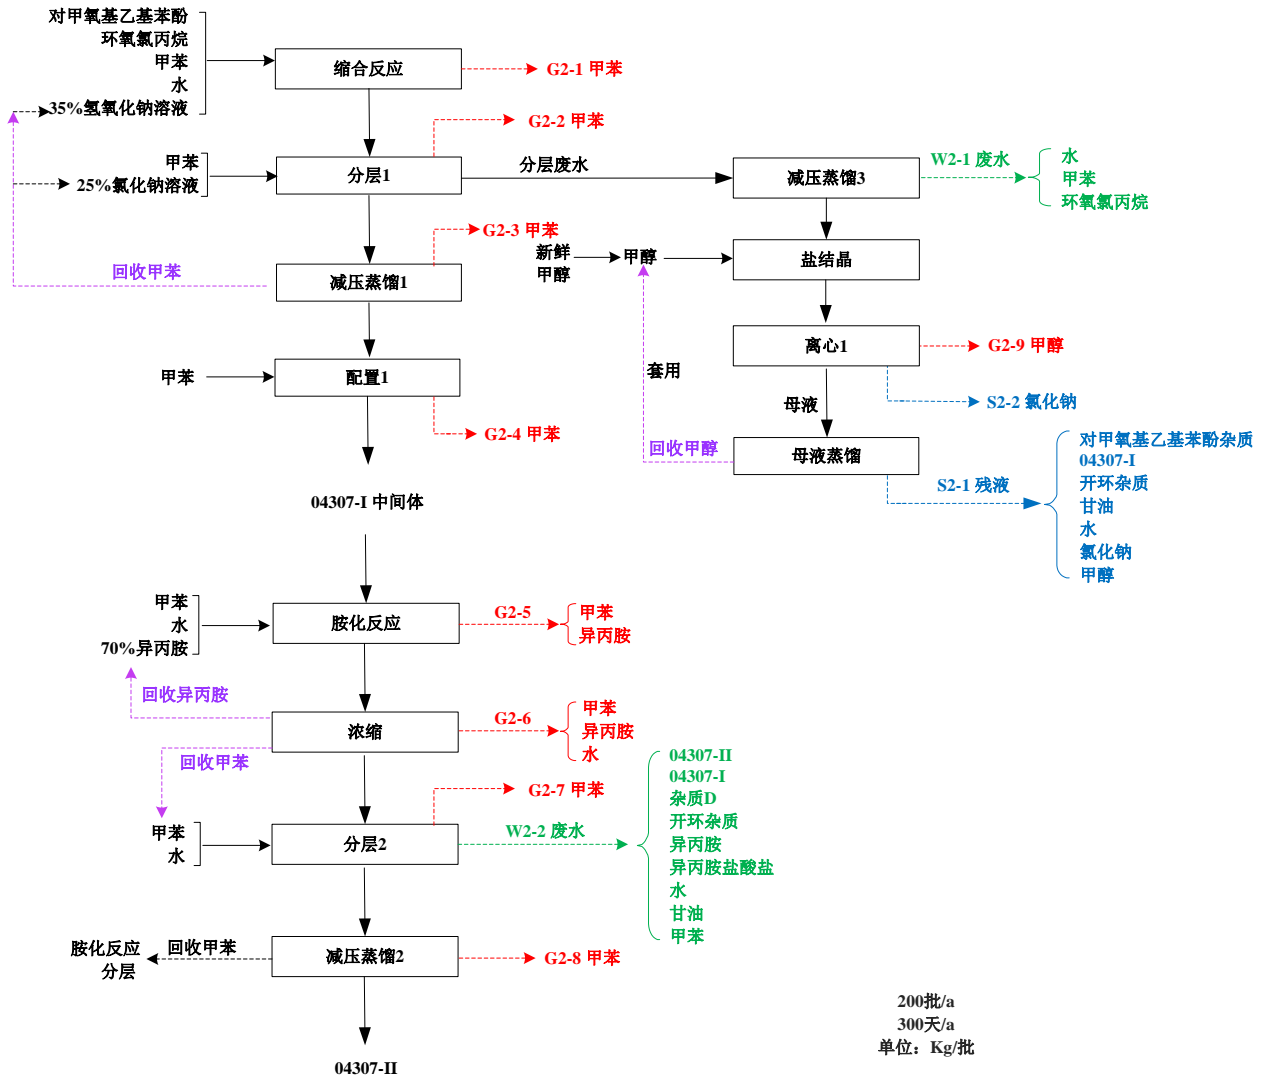 对甲氧基乙基苯酚
环氧氯丙烷
甲苯
水
35%氢氧化钠溶液
缩合反应
G2-1 甲苯
G2-2 甲苯
甲苯
25%氯化钠溶液
分层1
分层废水
减压蒸馏3
W2-1 废水
水
甲苯
环氧氯丙烷
G2-3 甲苯
回收甲苯
减压蒸馏1
新鲜
甲醇
甲醇
盐结晶
离心1
G2-9 甲醇
甲苯
配置1
套用
母液
S2-2 氯化钠
G2-4 甲苯
回收甲醇
母液蒸馏
S2-1 残液
对甲氧基乙基苯酚杂质
04307-I
开环杂质
甘油
水
氯化钠
甲醇
04307-I 中间体
甲苯
水
70%异丙胺
胺化反应
G2-5
甲苯
异丙胺
回收异丙胺
浓缩
G2-6
甲苯
异丙胺
水
回收甲苯
G2-7 甲苯
甲苯
水
分层2
W2-2 废水
04307-II
04307-I
杂质D
开环杂质
异丙胺
异丙胺盐酸盐
水
甘油
甲苯
胺化反应
分层
回收甲苯
减压蒸馏2
G2-8 甲苯
04307-II
200批/a
300天/a
单位：Kg/批